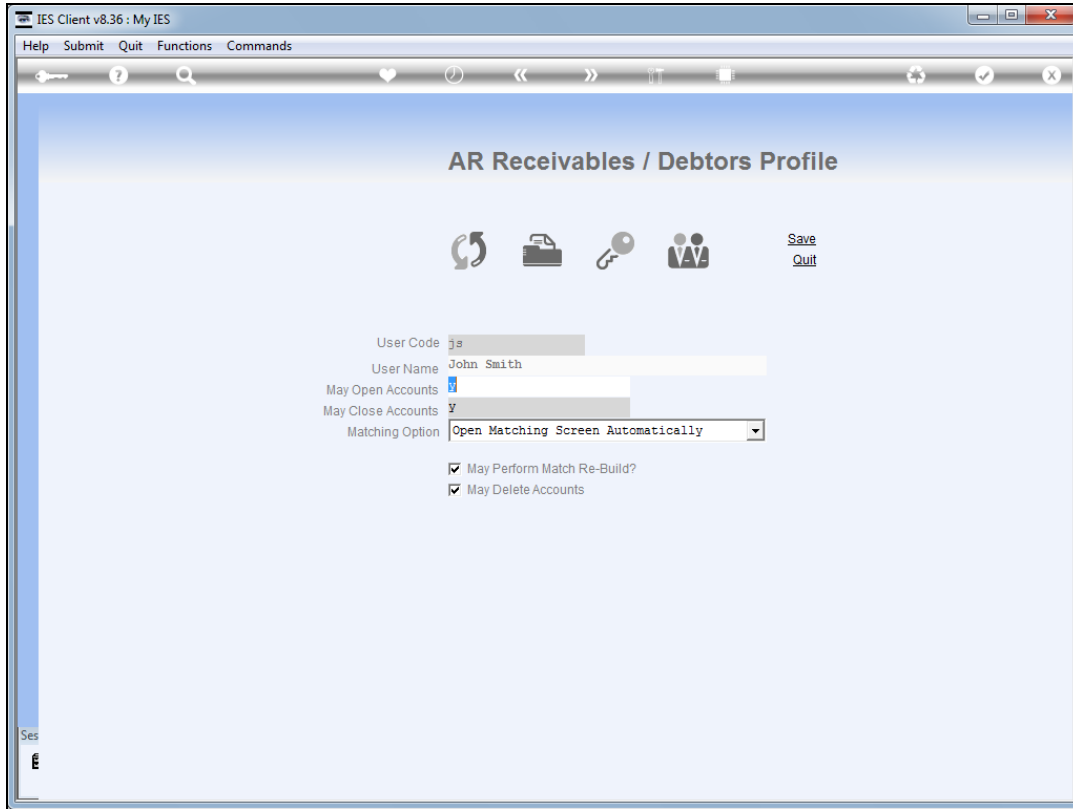 IES Client v8.36 : My IES
Help Submit Quit Functions Commands
AR Receivables / Debtors Profile
Save
Quit
User Code js
User Name John Smith
May Open Accounts y
May Close Accounts Y
Matching Option Open Matching Screen Automatically
May Perform Match Re-Build?
May Delete Accounts
Ses